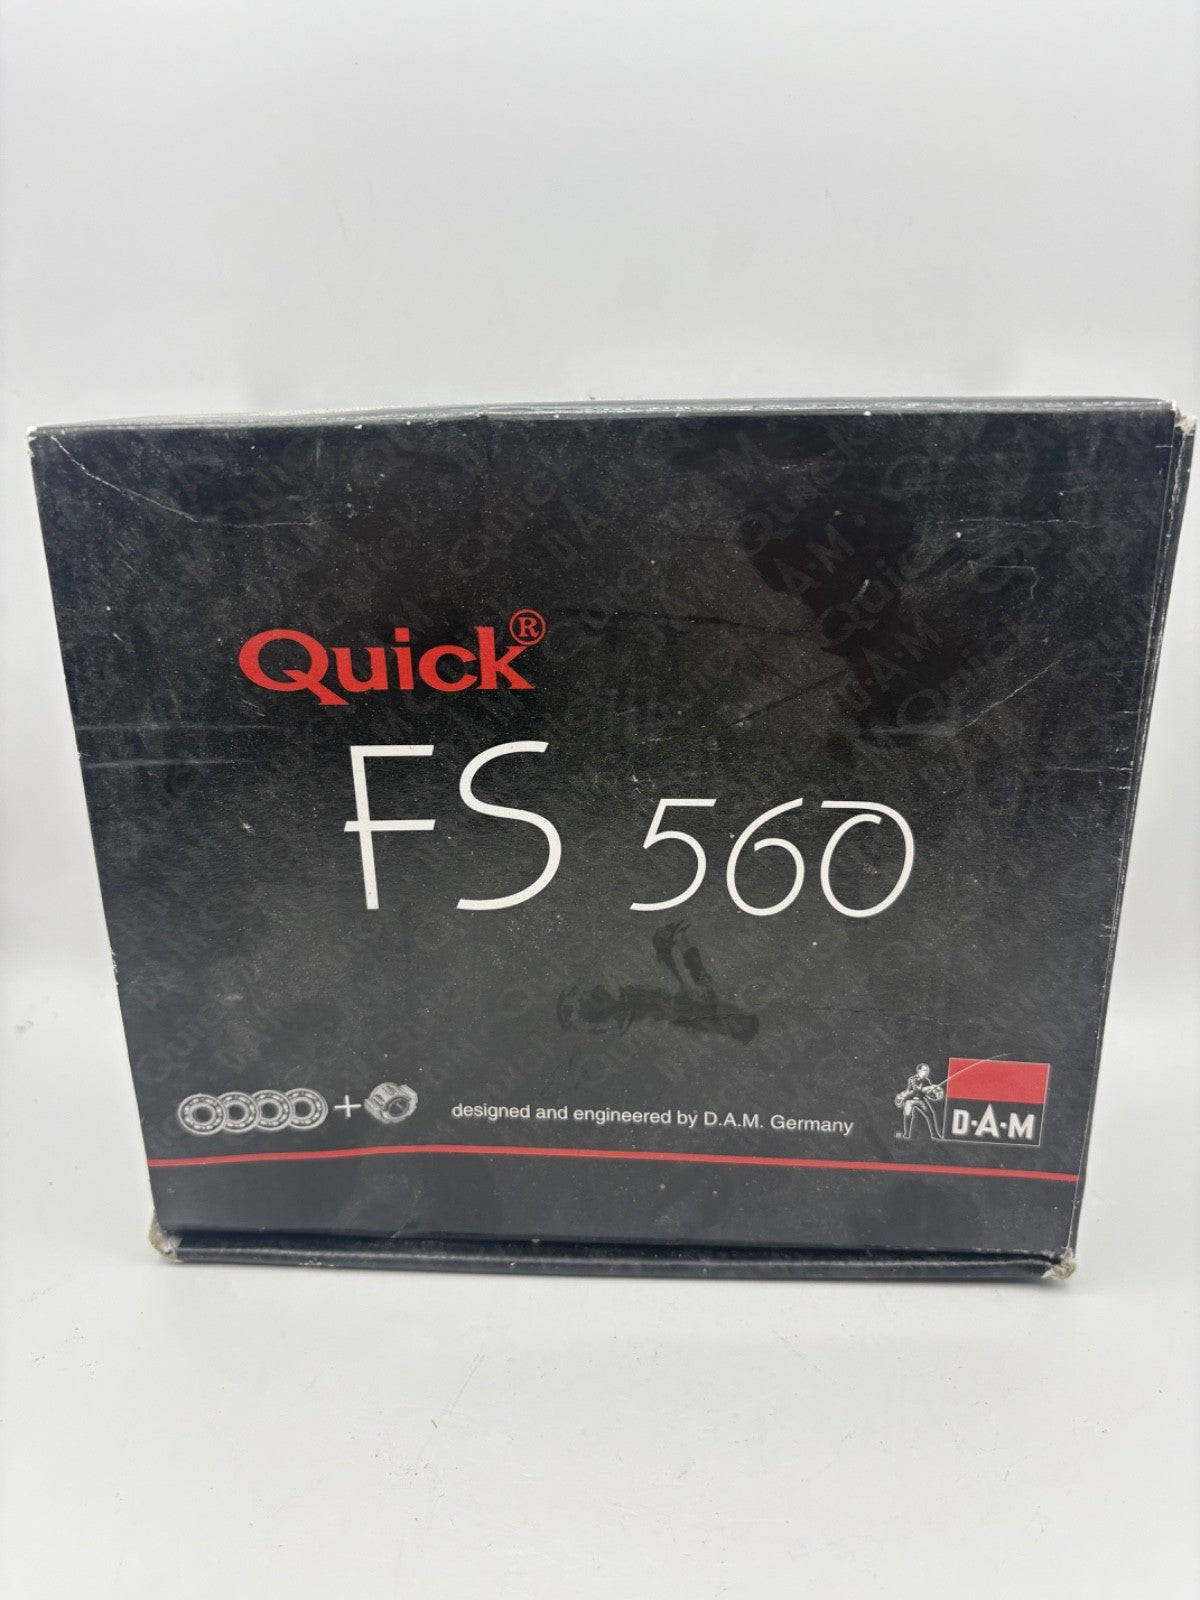 Quick®
FS 560
+
designed and engineered by D.A.M. Germany
®
D·A·M